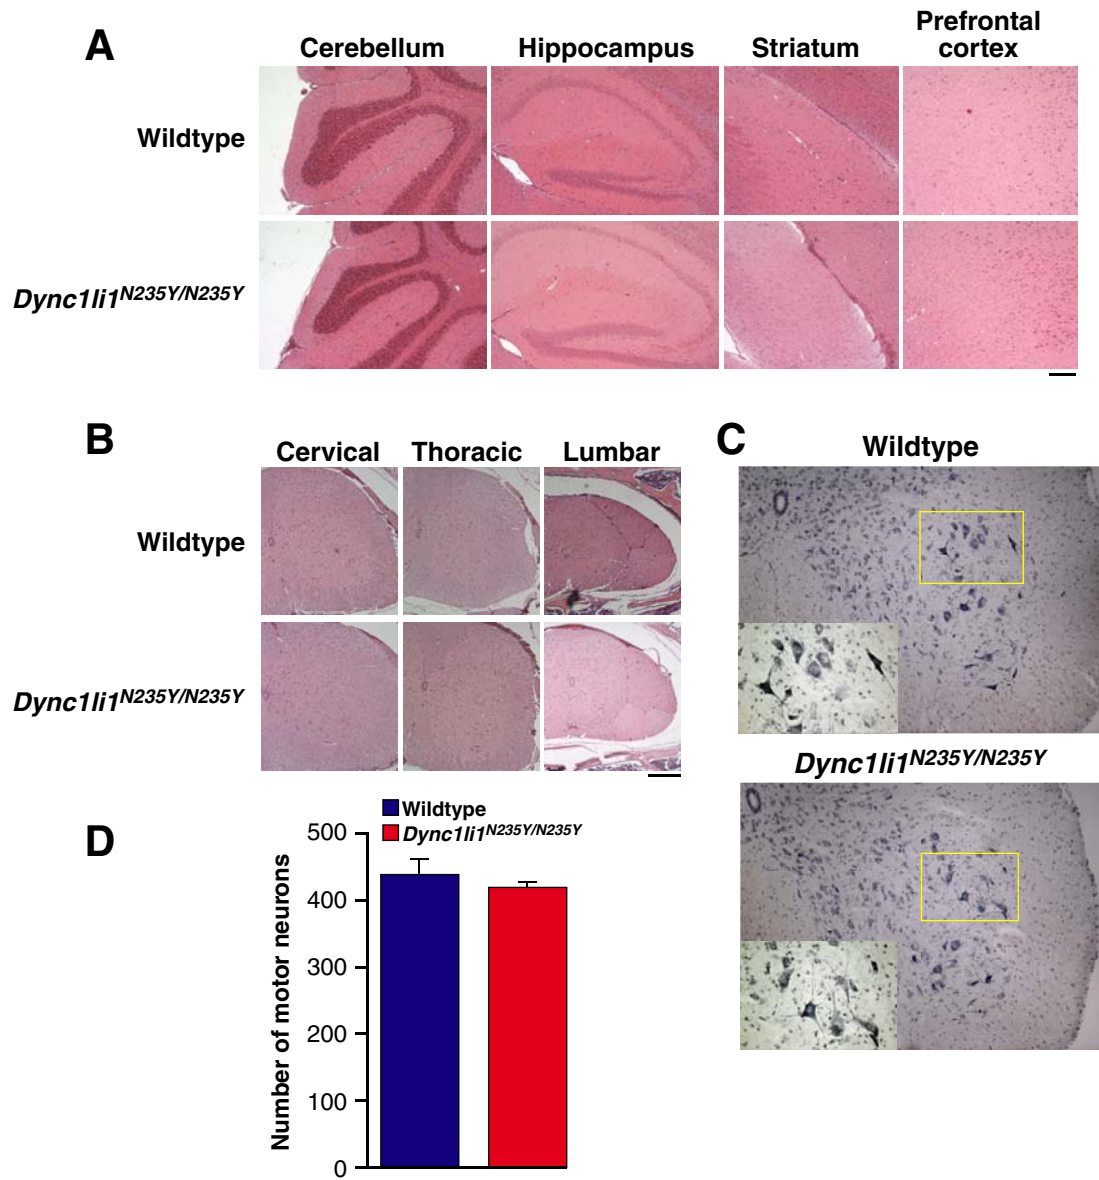 A
Cerebellum Hippocampus Striatum Prefrontal cortex
Wildtype
Dync1li1N235Y/N235Y
B
Cervical Thoracic Lumbar
Wildtype
Dync1li1N235Y/N235Y
C
Wildtype
Dync1li1N235Y/N235Y
D
Wildtype
Dync1li1N235Y/N235Y
Number of motor neurons
500
400
300
200
100
0